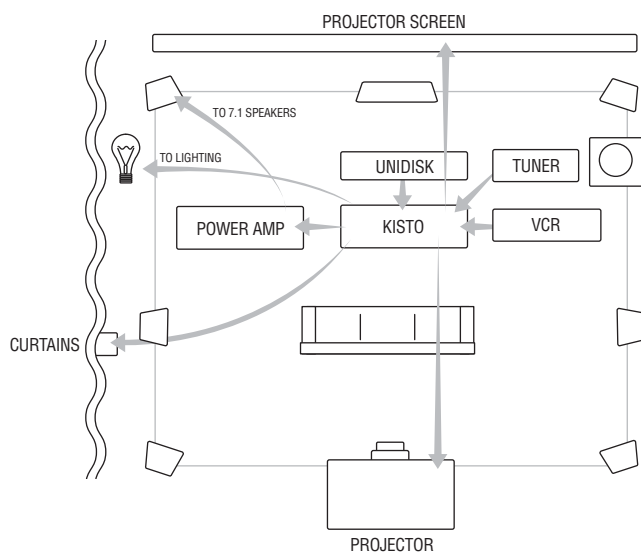 PROJECTOR SCREEN
TO 7.1 SPEAKERS
TO LIGHTING
UNIDISK
TUNER
POWER AMP
KISTO
VCR
CURTAINS
PROJECTOR